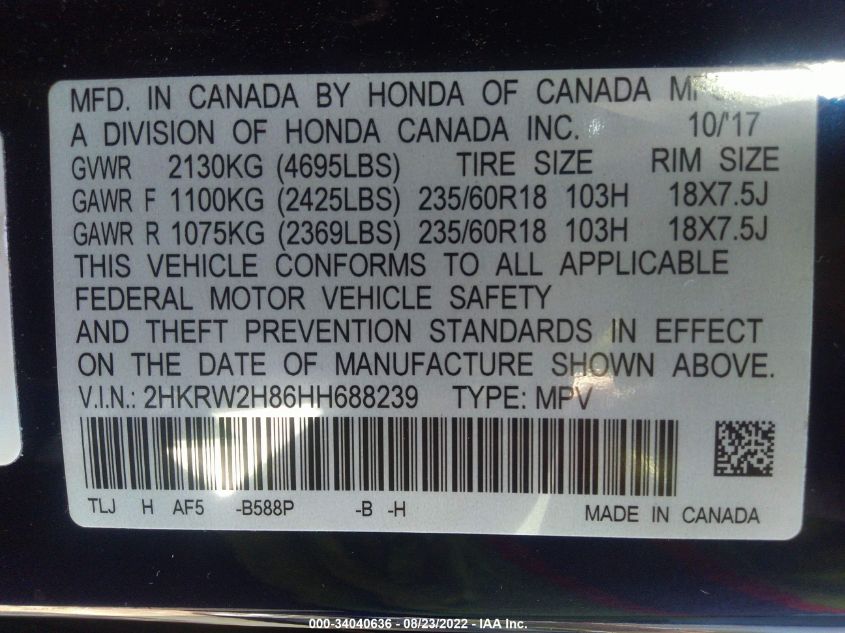 MFD. IN CANADA BY HONDA OF CANADA
A DIVISION OF HONDA CANADA INC. 10/'17
GVWR 2130KG (4695LBS) TIRE SIZE RIM SIZE
GAWR F 1100KG (2425LBS) 235/60R18 103H 18X7.5J
GAWR R 1075KG (2369LBS) 235/60R18 103H 18X7.5J
THIS VEHICLE CONFORMS TO ALL APPLICABLE
FEDERAL MOTOR VEHICLE SAFETY
AND THEFT PREVENTION STANDARDS IN EFFECT
ON THE DATE OF MANUFACTURE SHOWN ABOVE.
V.I.N.: 2HKRW2H86HH688239 TYPE: MPV
TLJ H AF5 -B588P -B -H MADE IN CANADA
000-34040636 - 08/23/2022 - IAA Inc.